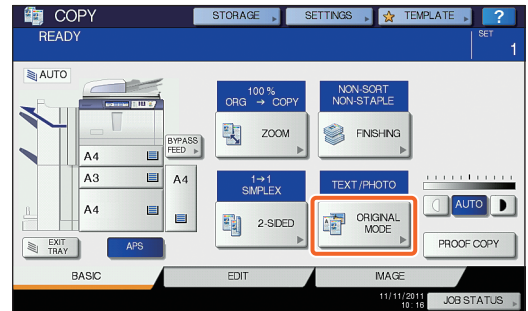 COPY
STORAGE
SETTINGS
TEMPLATE
?
READY
SET
1
AUTO
100 %
ORG → COPY
NON-SORT
NON-STAPLE
ZOOM
FINISHING
BYPASS
FEED
A4
A3
A4
A4
1→1
SIMPLEX
TEXT/PHOTO
2-SIDED
ORIGINAL
MODE
AUTO
EXIT
TRAY
APS
PROOF COPY
BASIC
EDIT
IMAGE
11/11/2011
10:16
JOB STATUS